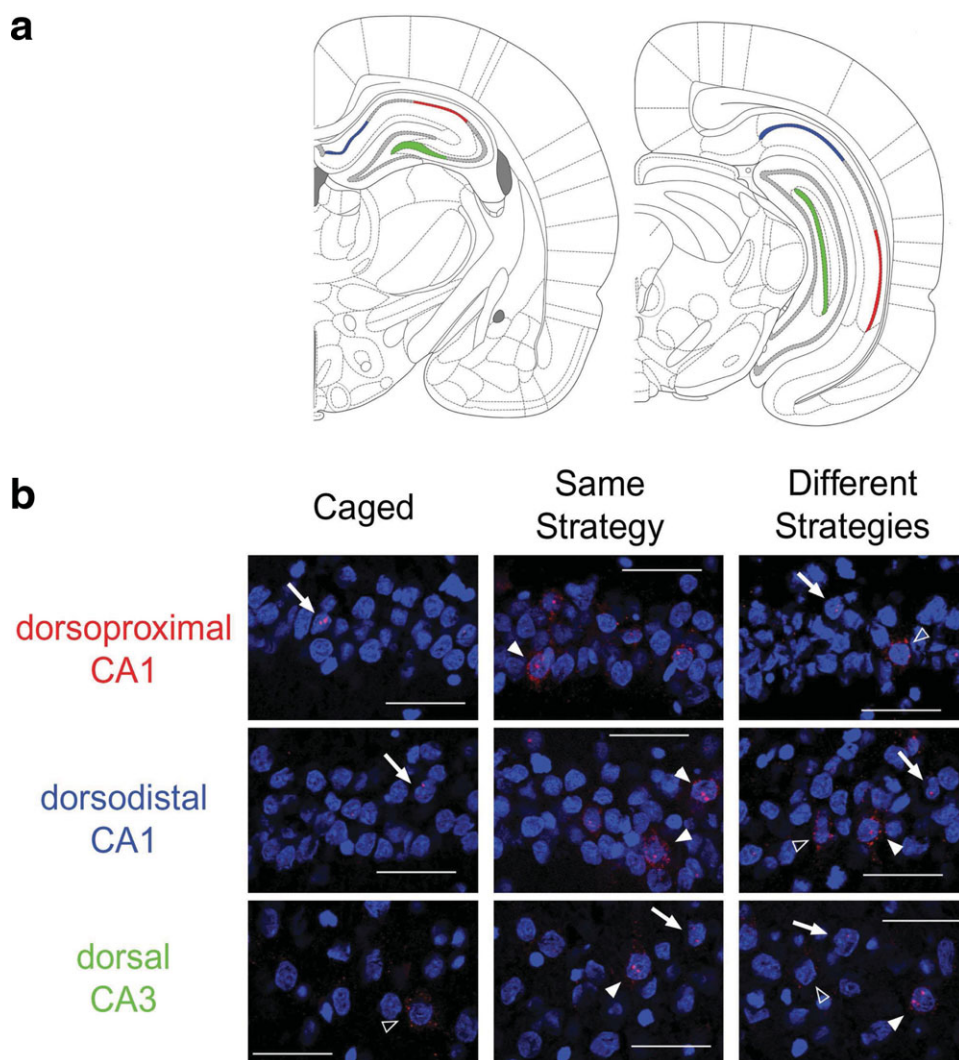 a
b
Caged
Same
Strategy
Different
Strategies
dorsoproximal
CA1
dorsodistal
CA1
dorsal
CA3